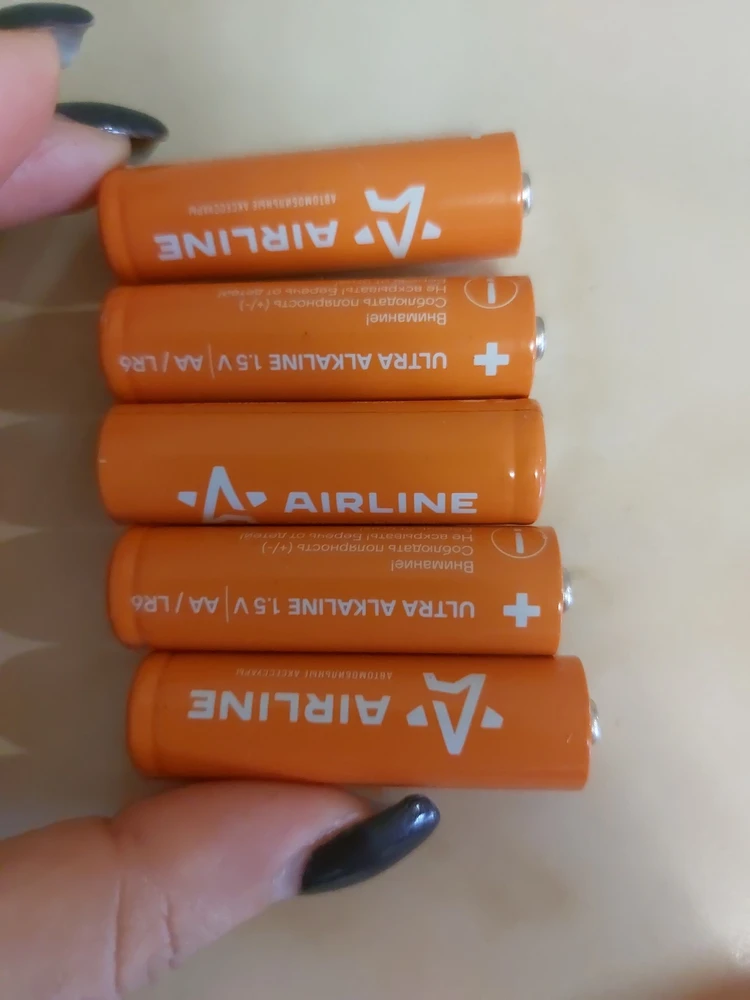 AIRLINE
АВТОМОБИЛЬНЫЕ АКСЕССУАРЫ
+ ULTRA ALKALINE 1.5 V | AA / LR6
Внимание!
Соблюдать полярность (+/-)
Не вскрывать! Беречь от детей!
AIRLINE
+ ULTRA ALKALINE 1.5 V | AA / LR6
Внимание!
Соблюдать полярность (+/-)
Не вскрывать! Беречь от детей!
AIRLINE
АВТОМОБИЛЬНЫЕ АКСЕССУАРЫ